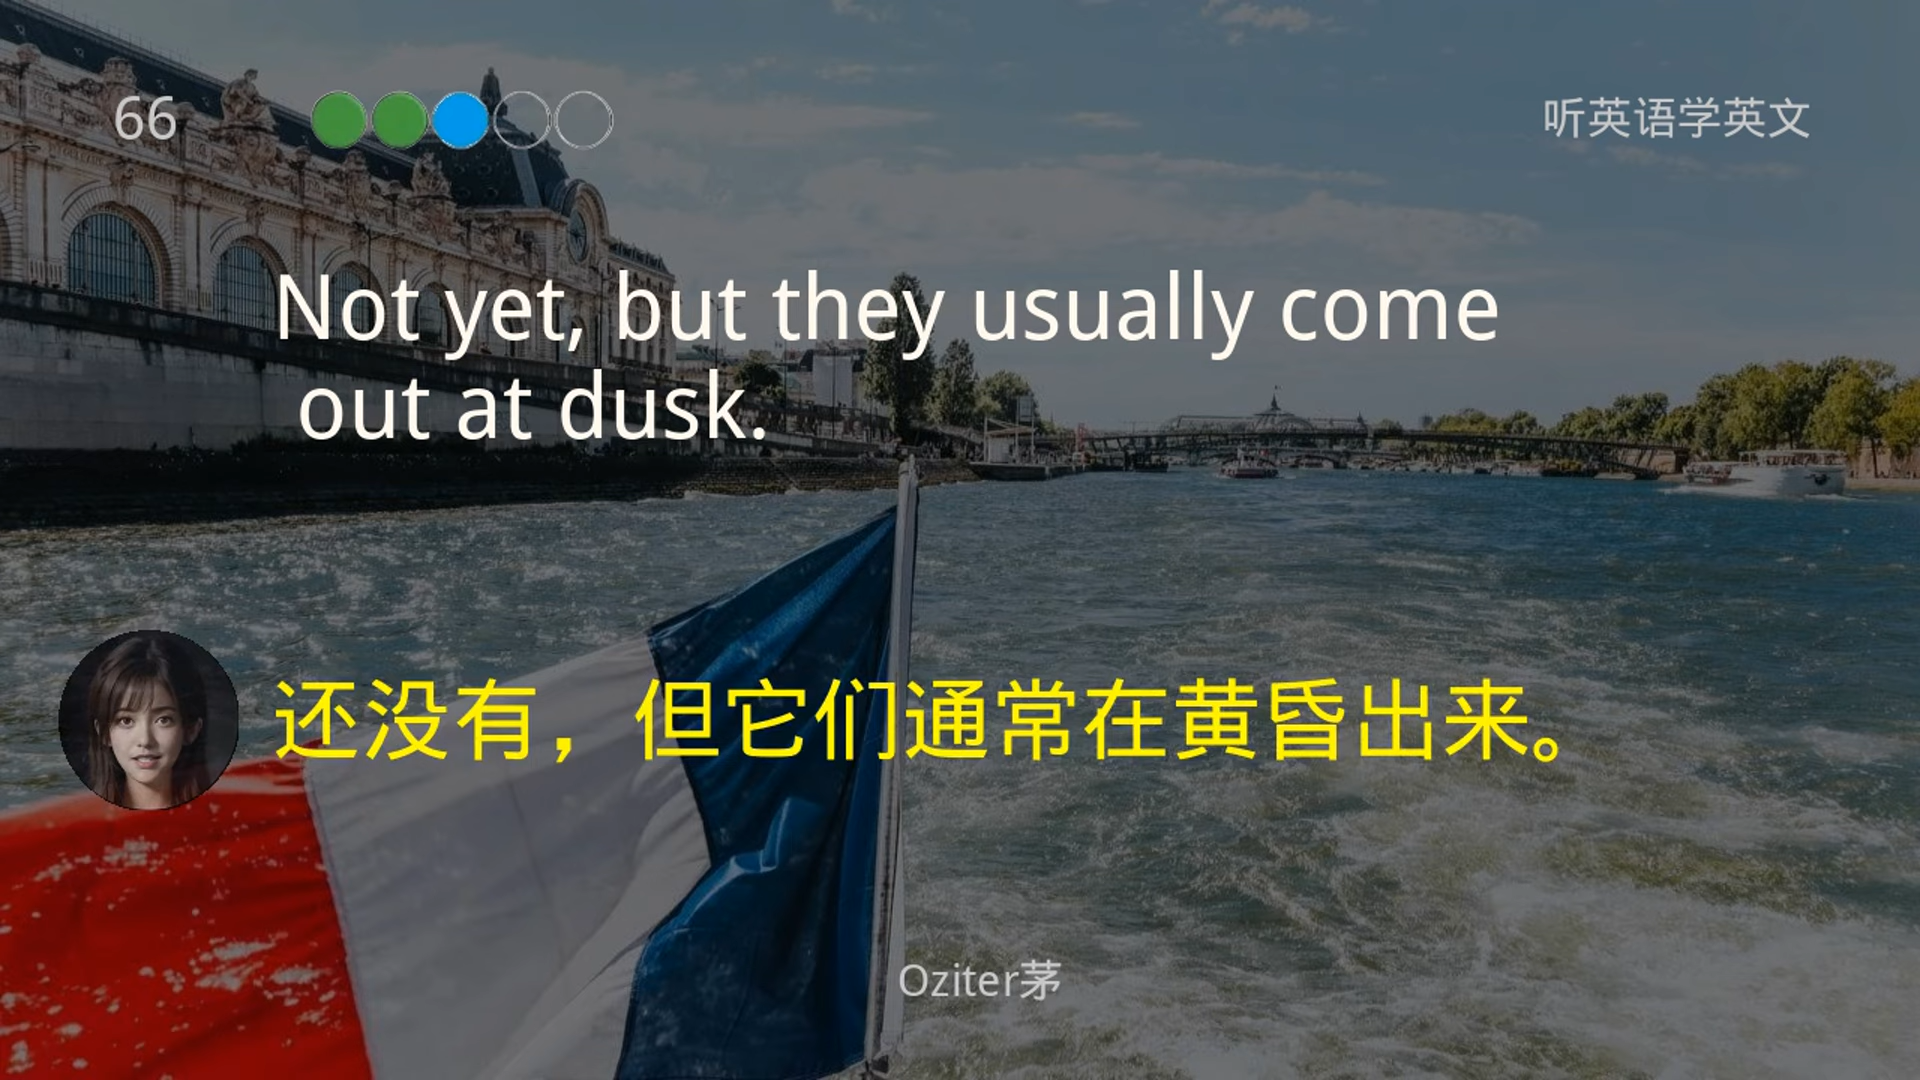 66
听英语学英文
Not yet, but they usually come
out at dusk.
还没有，但它们通常在黄昏出来。
Oziter茅